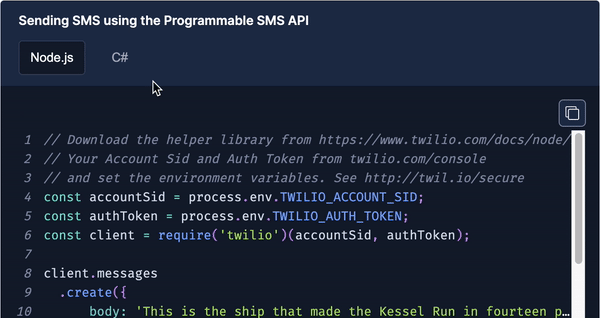 Sending SMS using the Programmable SMS API
Node.js
C#
1 // Download the helper library from https://www.twilio.com/docs/node/
2 // Your Account Sid and Auth Token from twilio.com/console
3 // and set the environment variables. See http://twil.io/secure
4 const accountSid = process.env.TWILIO_ACCOUNT_SID;
5 const authToken = process.env.TWILIO_AUTH_TOKEN;
6 const client = require('twilio')(accountSid, authToken);
7
8 client.messages
9 .create({
10 body: 'This is the ship that made the Kessel Run in fourteen p…